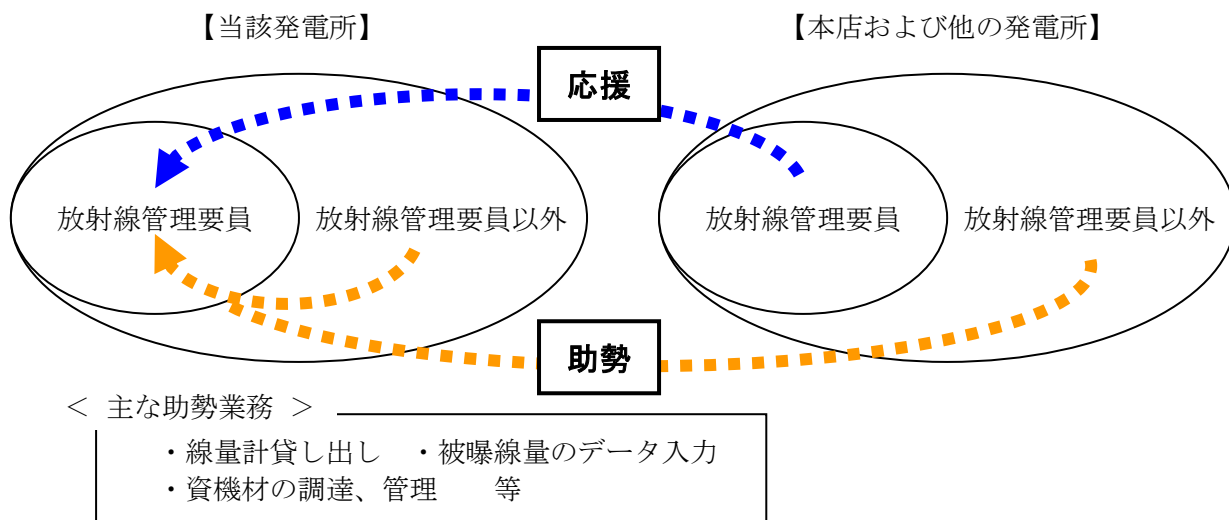 【当該発電所】 【本店および他の発電所】
応援
放射線管理要員 放射線管理要員以外 放射線管理要員 放射線管理要員以外
助勢
＜ 主な助勢業務 ＞
・線量計貸し出し ・被曝線量のデータ入力
・資機材の調達、管理 等